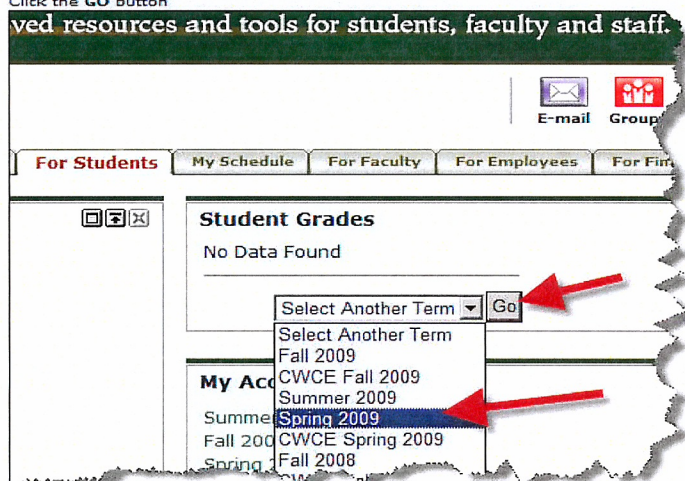 Click the GO button
ved resources and tools for students, faculty and staff.
E-mail Group
For Students My Schedule For Faculty For Employees For Fin
Student Grades
No Data Found
Select Another Term Go
Select Another Term
Fall 2009
CWCE Fall 2009
My Acc
Summer 2009
Summe
Spring 2009
Fall 200
CWCE Spring 2009
Spring
Fall 2008